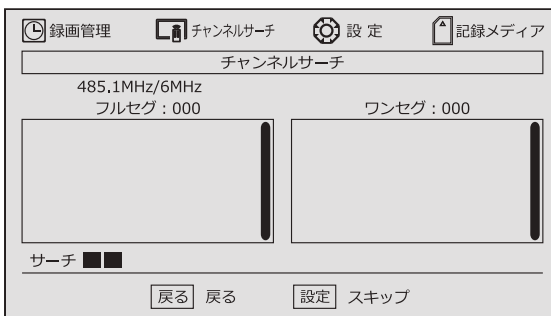 録画管理 チャンネルサーチ 設定 記録メディア
チャンネルサーチ
485.1MHz/6MHz
フルセグ：000 ワンセグ：000
サーチ
戻る 戻る 設定 スキップ